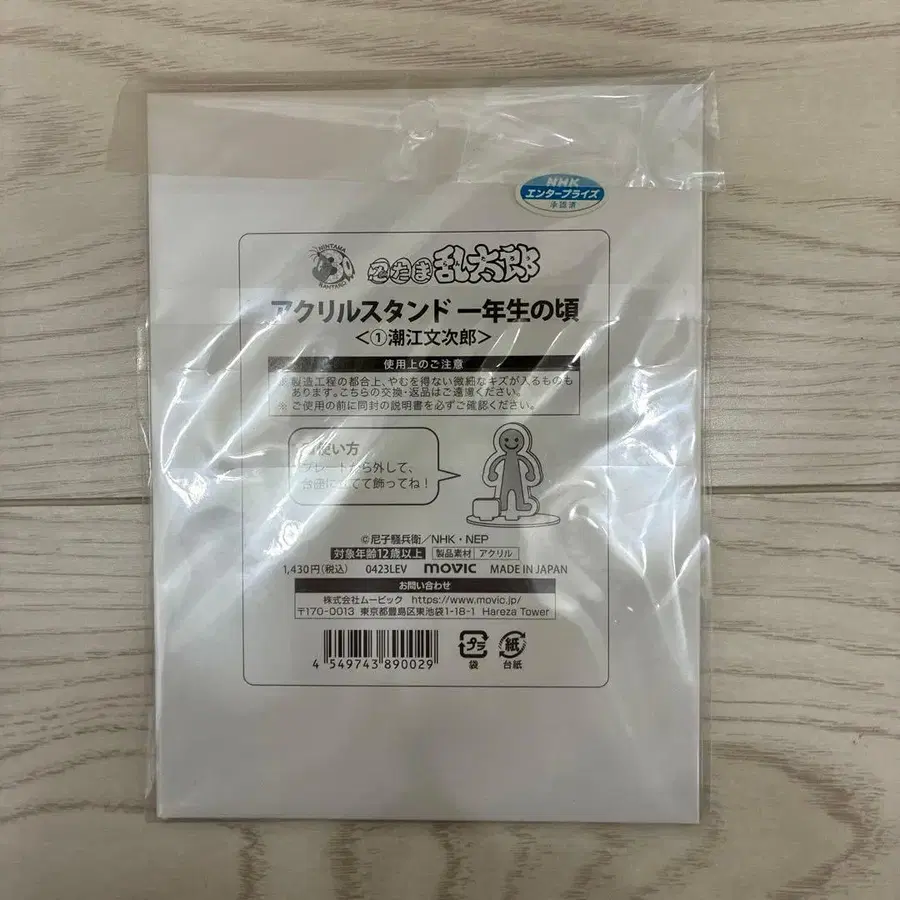 NHK
エンタープライズ
承認済
NINTAMA
30
RANTARO
忍たま乱太郎
アクリルスタンド 一年生の頃
<①潮江文次郎>
使用上のご注意
※ 製造工程の都合上、やむを得ない微細なキズが入るものも
あります。こちらの交換・返品はご遠慮ください。
※ ご使用の前に同封の説明書を必ずご確認ください。
使い方
プレートから外して、
台座に立てて飾ってね!
©尼子騒兵衛/NHK・NEP
対象年齢12歳以上 製品素材 アクリル
1,430円(税込) 0423LEV movic MADE IN JAPAN
お問い合わせ
株式会社ムービック https://www.movic.jp/
〒170-0013 東京都豊島区東池袋1-18-1 Hareza Tower
4 549743 890029
プラ 紙
袋 台紙